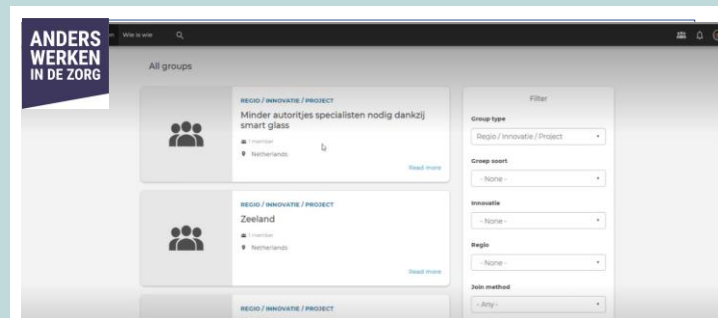 ANDERS
WERKEN
IN DE ZORG
Wie is wie
All groups
REGIO / INNOVATIE / PROJECT
Minder autoritjes specialisten nodig dankzij
smart glass
1 member
Netherlands
Read more
REGIO / INNOVATIE / PROJECT
Zeeland
1 member
Netherlands
Read more
REGIO / INNOVATIE / PROJECT
Filter
Group type
Regio / Innovatie / Project
Groep soort
- None -
Innovatie
- None -
Regio
- None -
Join method
- Any -